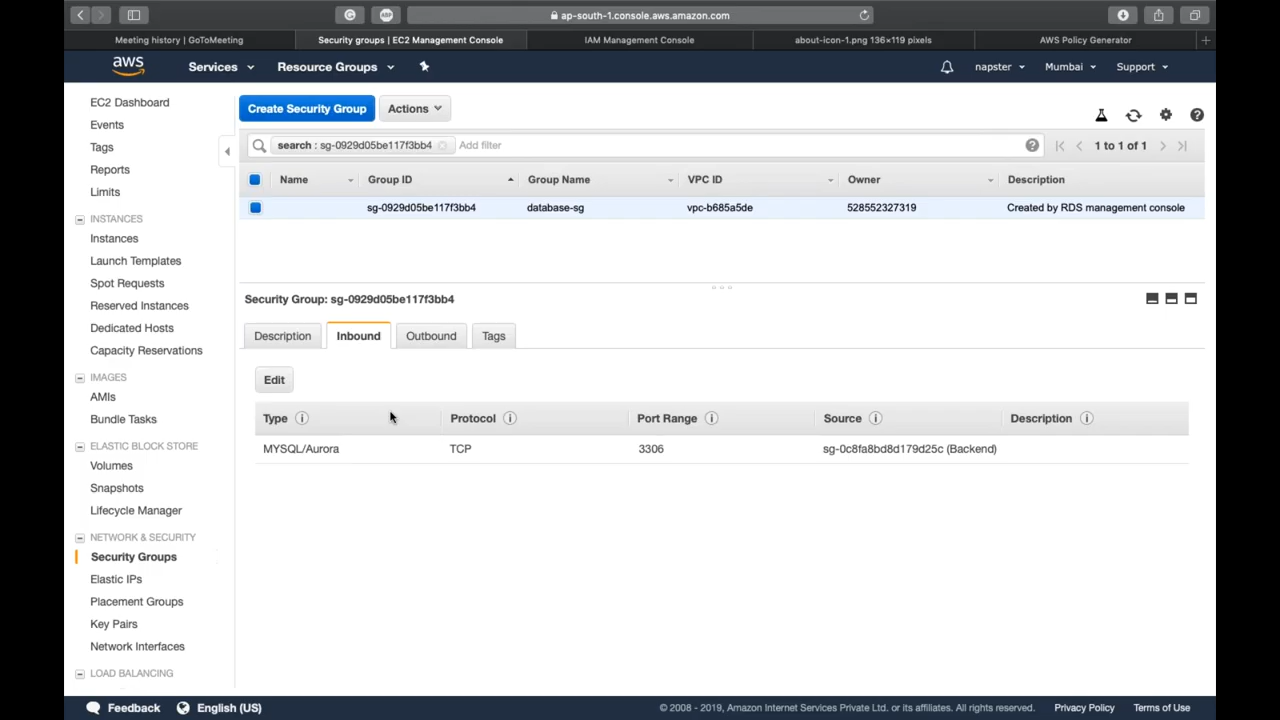 ap-south-1.console.aws.amazon.com
Meeting history | GoToMeeting Security groups | EC2 Management Console IAM Management Console about-icon-1.png 136×119 pixels AWS Policy Generator
aws Services Resource Groups napster Mumbai Support
EC2 Dashboard
Events
Tags
Reports
Limits
INSTANCES
Instances
Launch Templates
Spot Requests
Reserved Instances
Dedicated Hosts
Capacity Reservations
IMAGES
AMIs
Bundle Tasks
ELASTIC BLOCK STORE
Volumes
Snapshots
Lifecycle Manager
NETWORK & SECURITY
Security Groups
Elastic IPs
Placement Groups
Key Pairs
Network Interfaces
LOAD BALANCING
Create Security Group Actions
search : sg-0929d05be117f3bb4 Add filter 1 to 1 of 1
Name Group ID Group Name VPC ID Owner Description
sg-0929d05be117f3bb4 database-sg vpc-b685a5de 528552327319 Created by RDS management console
Security Group: sg-0929d05be117f3bb4
Description Inbound Outbound Tags
Edit
Type Protocol Port Range Source Description
MYSQL/Aurora TCP 3306 sg-0c8fa8bd8d179d25c (Backend)
Feedback English (US) © 2008 - 2019, Amazon Internet Services Private Ltd. or its affiliates. All rights reserved. Privacy Policy Terms of Use